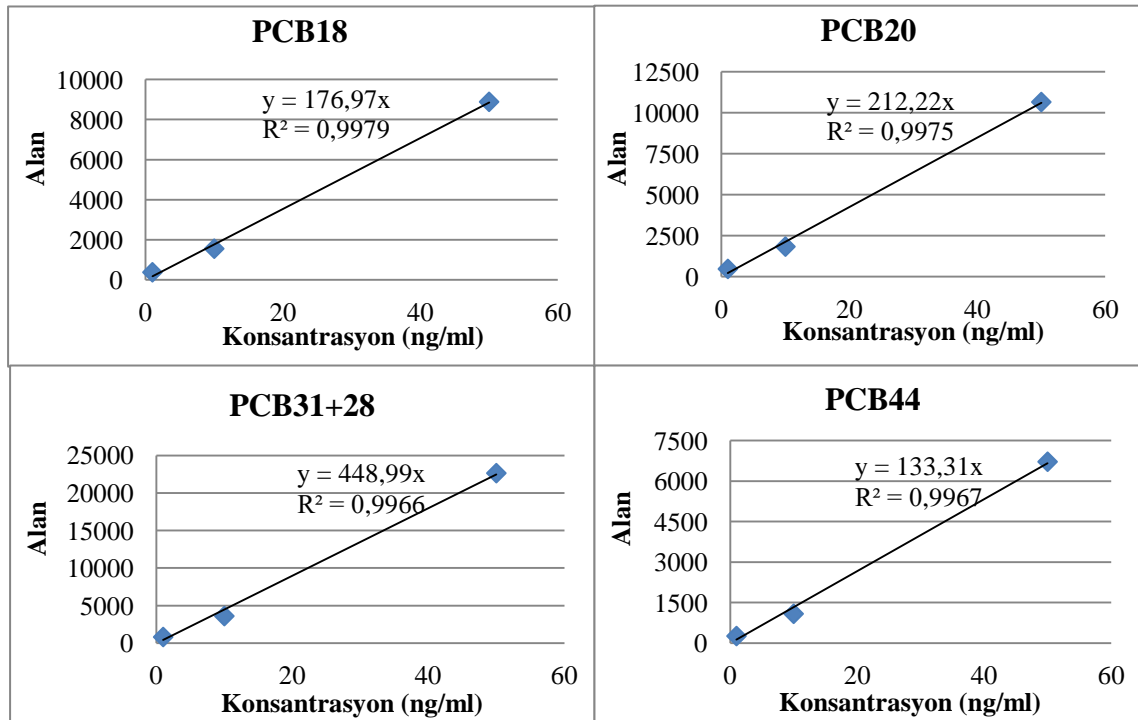 PCB18
y = 176,97x
R² = 0,9979
10000
8000
6000
4000
2000
0
Alan
0
20
40
60
Konsantrasyon (ng/ml)
PCB20
y = 212,22x
R² = 0,9975
12500
10000
7500
5000
2500
0
Alan
0
20
40
60
Konsantrasyon (ng/ml)
PCB31+28
y = 448,99x
R² = 0,9966
25000
20000
15000
10000
5000
0
Alan
0
20
40
60
Konsantrasyon (ng/ml)
PCB44
y = 133,31x
R² = 0,9967
7500
6000
4500
3000
1500
0
Alan
0
20
40
60
Konsantrasyon (ng/ml)